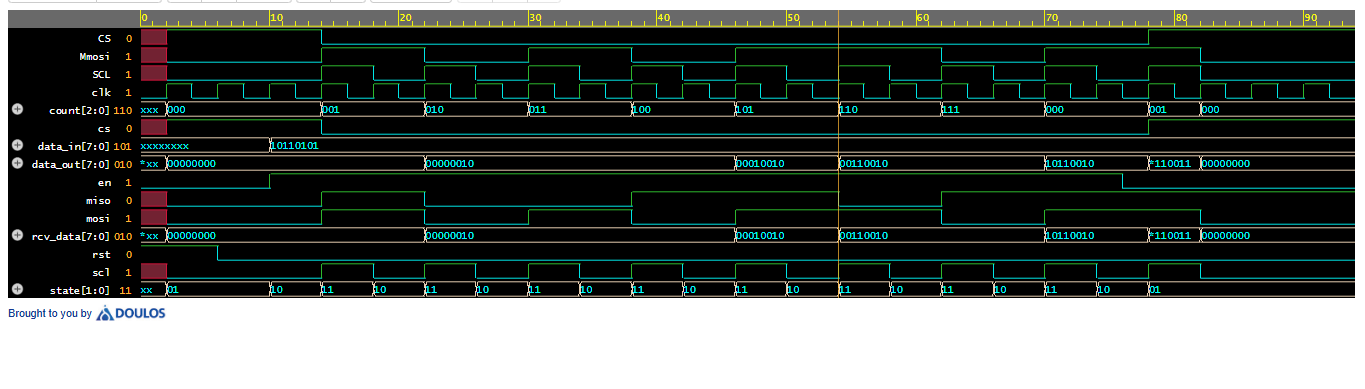 0 10 20 30 40 50 60 70 80 90
CS 0
Mmosi 1
SCL 1
clk 1
count[2:0] 110 xxx 000 001 010 011 100 101 110 111 000 001 000
cs 0
data_in[7:0] 101 xxxxxxxx 10110101
data_out[7:0] 010 *xx 00000000 00000010 00010010 00110010 10110010 *110011 00000000
en 1
miso 0
mosi 1
rcv_data[7:0] 010 *xx 00000000 00000010 00010010 00110010 10110010 *110011 00000000
rst 0
scl 1
state[1:0] 11 xx 01 10 11 10 11 10 11 10 11 10 11 10 11 10 11 10 11 10 01
Brought to you by DOULOS